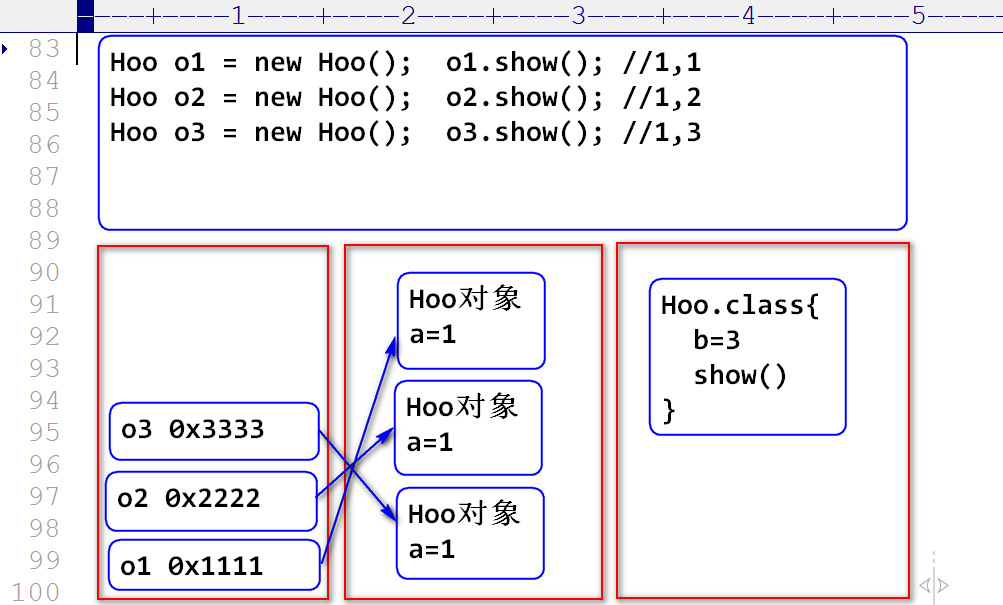 ----+----1----+----2----+----3----+----4----+----5----
83
84
85
86
87
88
89
90
91
92
93
94
95
96
97
98
99
100
Hoo o1 = new Hoo();  o1.show(); //1,1
Hoo o2 = new Hoo();  o2.show(); //1,2
Hoo o3 = new Hoo();  o3.show(); //1,3
o3 0x3333
o2 0x2222
o1 0x1111
Hoo对象
a=1
Hoo对象
a=1
Hoo对象
a=1
Hoo.class{
b=3
show()
}